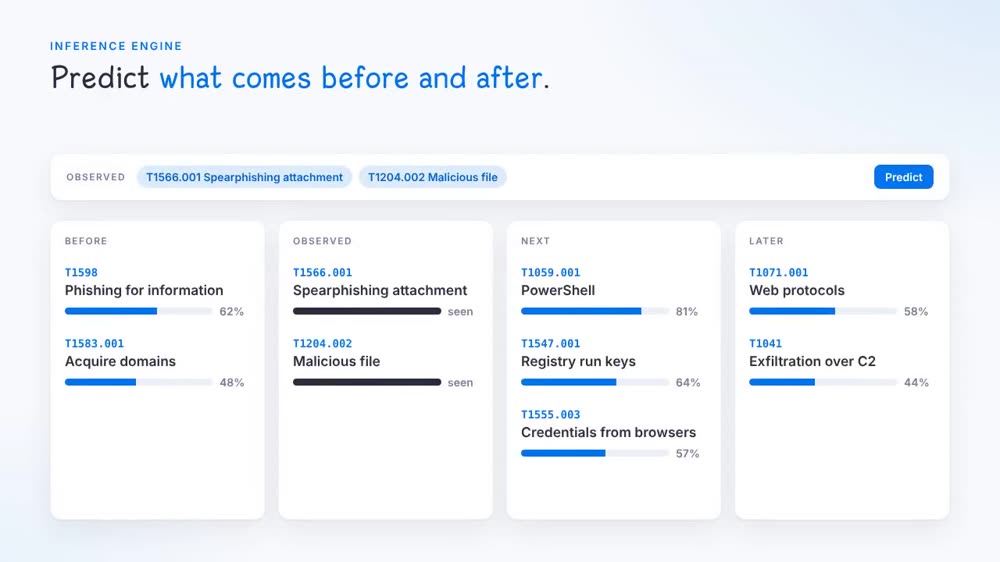 INFERENCE ENGINE
Predict what comes before and after.
OBSERVED T1566.001 Spearphishing attachment T1204.002 Malicious file Predict
BEFORE
T1598
Phishing for information
62%
T1583.001
Acquire domains
48%
OBSERVED
T1566.001
Spearphishing attachment
seen
T1204.002
Malicious file
seen
NEXT
T1059.001
PowerShell
81%
T1547.001
Registry run keys
64%
T1555.003
Credentials from browsers
57%
LATER
T1071.001
Web protocols
58%
T1041
Exfiltration over C2
44%